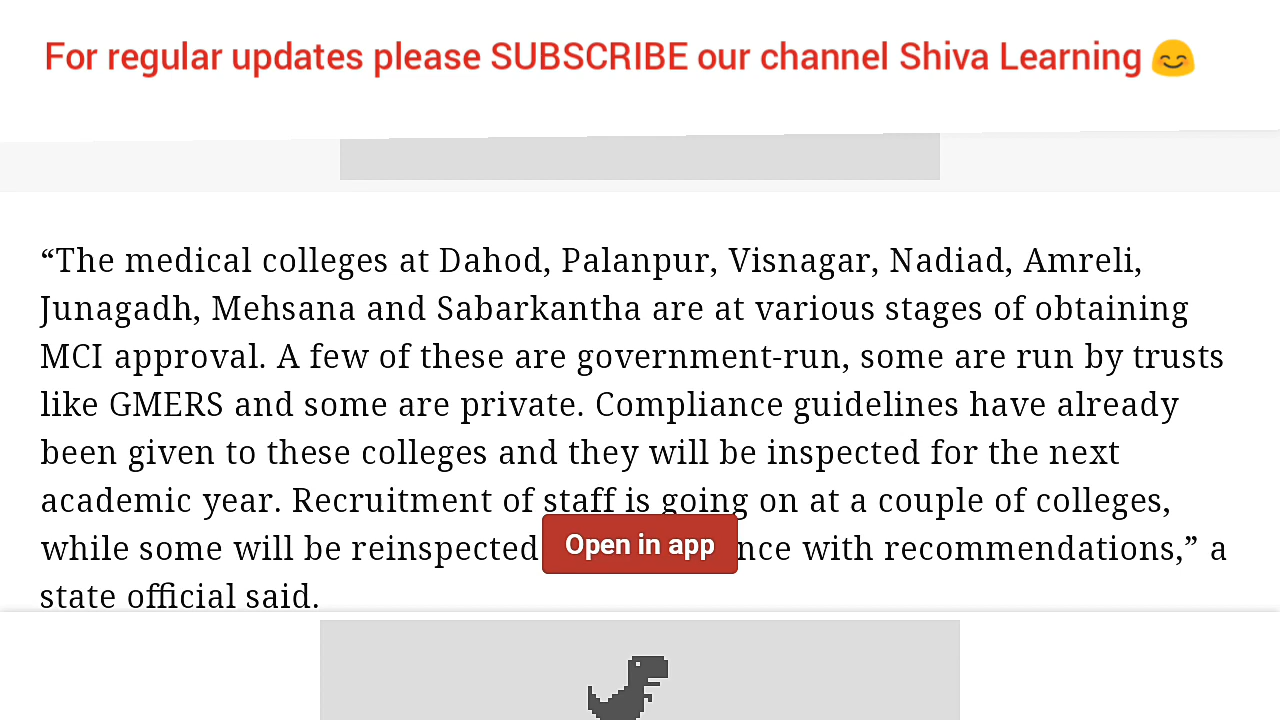 For regular updates please SUBSCRIBE our channel Shiva Learning 😊
“The medical colleges at Dahod, Palanpur, Visnagar, Nadiad, Amreli,
Junagadh, Mehsana and Sabarkantha are at various stages of obtaining
MCI approval. A few of these are government-run, some are run by trusts
like GMERS and some are private. Compliance guidelines have already
been given to these colleges and they will be inspected for the next
academic year. Recruitment of staff is going on at a couple of colleges,
while some will be reinspected Open in app with recommendations,” a
state official said.